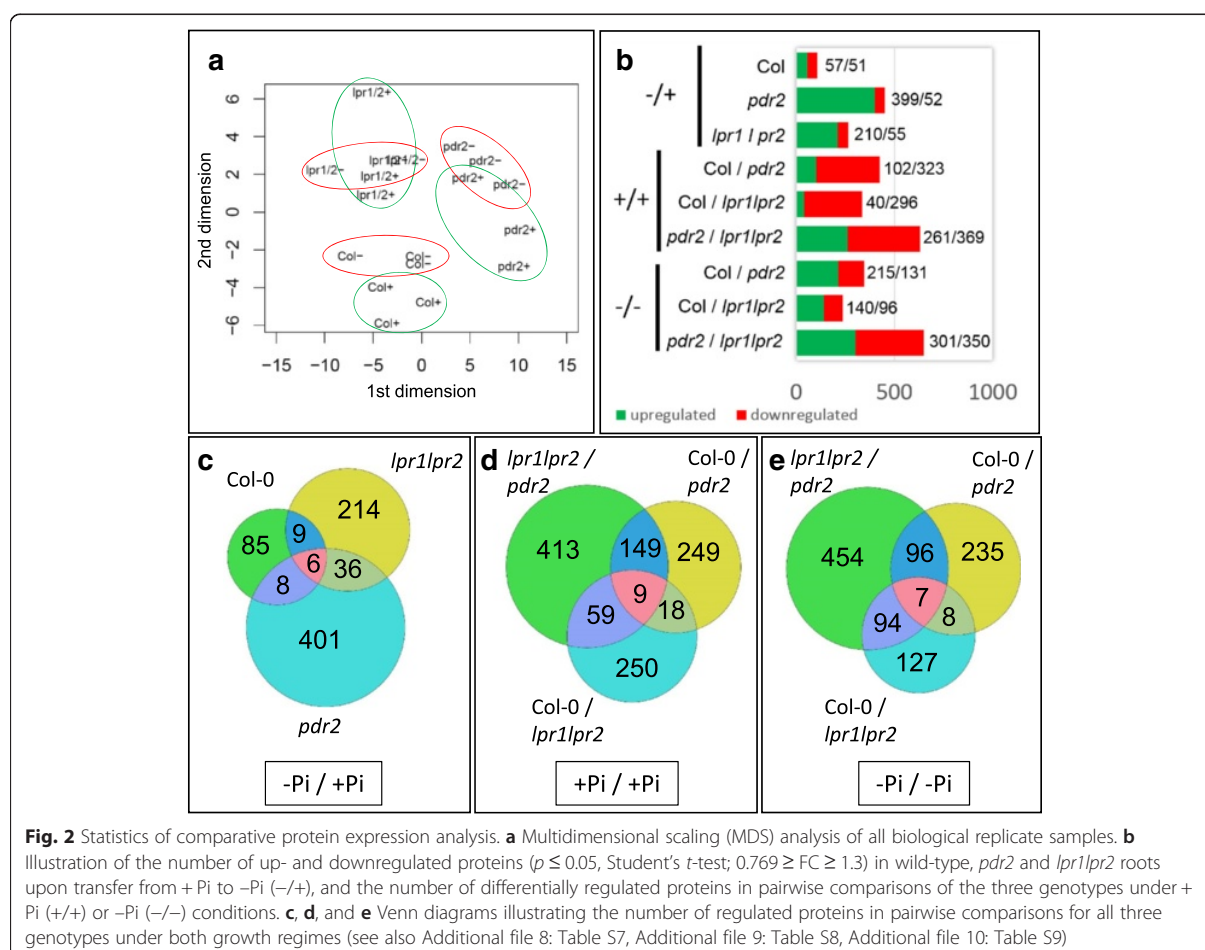 a
2nd dimension
6
4
2
0
−2
−4
−6
lpr1/2+
lpr1/2−
lpr1/2−
lpr1/2−
lpr1/2+
lpr1/2+
pdr2−
pdr2−
pdr2+
pdr2−
pdr2+
pdr2+
Col−
Col−
Col−
Col+
Col+
Col+
−15 −10 −5 0 5 10 15
1st dimension
b
-/+
Col 57/51
pdr2 399/52
lpr1 l pr2 210/55
+/+
Col / pdr2 102/323
Col / lpr1lpr2 40/296
pdr2 / lpr1lpr2 261/369
-/-
Col / pdr2 215/131
Col / lpr1lpr2 140/96
pdr2 / lpr1lpr2 301/350
0 500 1000
upregulated downregulated
c
Col-0
lpr1lpr2
214
85
9
6
36
8
401
pdr2
-Pi / +Pi
d
lpr1lpr2 /
pdr2
Col-0 /
pdr2
413
149
249
9
18
59
250
Col-0 /
lpr1lpr2
+Pi / +Pi
e
lpr1lpr2 /
pdr2
Col-0 /
pdr2
454
96
235
7
8
94
127
Col-0 /
lpr1lpr2
-Pi / -Pi
Fig. 2 Statistics of comparative protein expression analysis. a Multidimensional scaling (MDS) analysis of all biological replicate samples. b
Illustration of the number of up- and downregulated proteins (p ≤ 0.05, Student's t-test; 0.769 ≥ FC ≥ 1.3) in wild-type, pdr2 and lpr1lpr2 roots
upon transfer from + Pi to –Pi (−/+), and the number of differentially regulated proteins in pairwise comparisons of the three genotypes under +
Pi (+/+) or –Pi (−/−) conditions. c, d, and e Venn diagrams illustrating the number of regulated proteins in pairwise comparisons for all three
genotypes under both growth regimes (see also Additional file 8: Table S7, Additional file 9: Table S8, Additional file 10: Table S9)